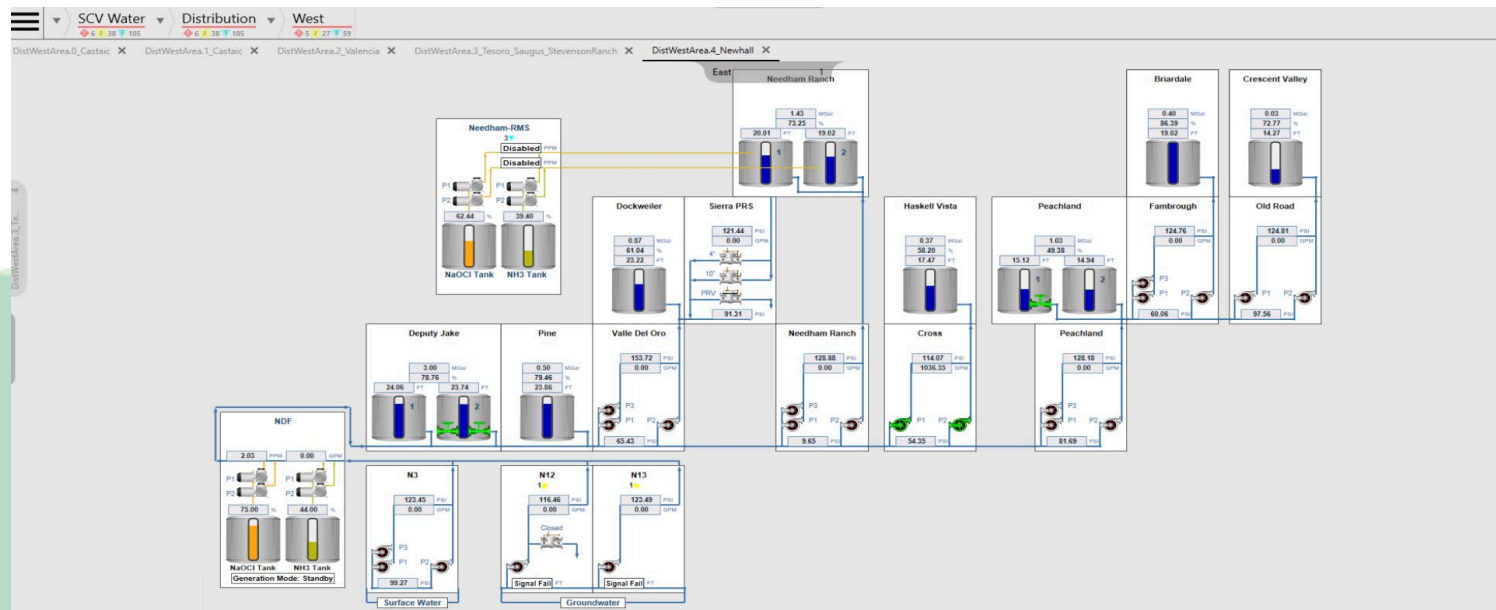 SCV Water Distribution West
6 2 38 105 6 2 38 105 5 2 27 59
DistWestArea.0_Castaic DistWestArea.1_Castaic DistWestArea.2_Valencia DistWestArea.3_Tesoro_Saugus_StevensonRanch DistWestArea.4_Newhall
East 1
Needham Ranch
1.43 MGal
73.25 %
20.01 FT 19.02 FT
1 2
Briardale
0.40 MGal
86.39 %
19.02 FT
Crescent Valley
0.03 MGal
72.77 %
14.27 FT
Needham-RMS
3
Disabled PPM
Disabled PPM
P1 P1
P2 P2
62.44 % 39.40 %
NaOCl Tank NH3 Tank
Dockweiler
0.87 MGal
61.04 %
23.22 FT
Sierra PRS
121.44 PSI
0.00 GPM
4"
10"
PRV
91.31 PSI
Haskell Vista
0.37 MGal
58.20 %
17.47 FT
Peachland
1.03 MGal
49.38 %
15.12 FT 14.94 FT
1 2
Fambrough
124.76 PSI
0.00 GPM
P3
P1 P2
60.06 PSI
Old Road
124.81 PSI
0.00 GPM
P1 P2
97.56 PSI
Deputy Jake
3.00 MGal
78.76 %
24.06 FT 23.74 FT
1 2
Pine
0.50 MGal
79.46 %
23.86 FT
Valle Del Oro
153.72 PSI
0.00 GPM
P3
P1 P2
65.43 PSI
Needham Ranch
128.88 PSI
0.00 GPM
P3
P1 P2
9.65 PSI
Cross
114.07 PSI
1036.35 GPM
P1 P2
54.35 PSI
Peachland
128.18 PSI
0.00 GPM
P3
P1 P2
81.69 PSI
NDF
2.03 PPM 0.00 GPM
P1 P1
P2 P2
75.00 % 44.00 %
NaOCl Tank NH3 Tank
Generation Mode: Standby
N3
123.45 PSI
0.00 GPM
P3
P1 P2
99.27 PSI
Surface Water
N12
1
116.46 PSI
0.00 GPM
Closed
Signal Fail FT
N13
1
123.49 PSI
0.00 GPM
Signal Fail FT
Groundwater